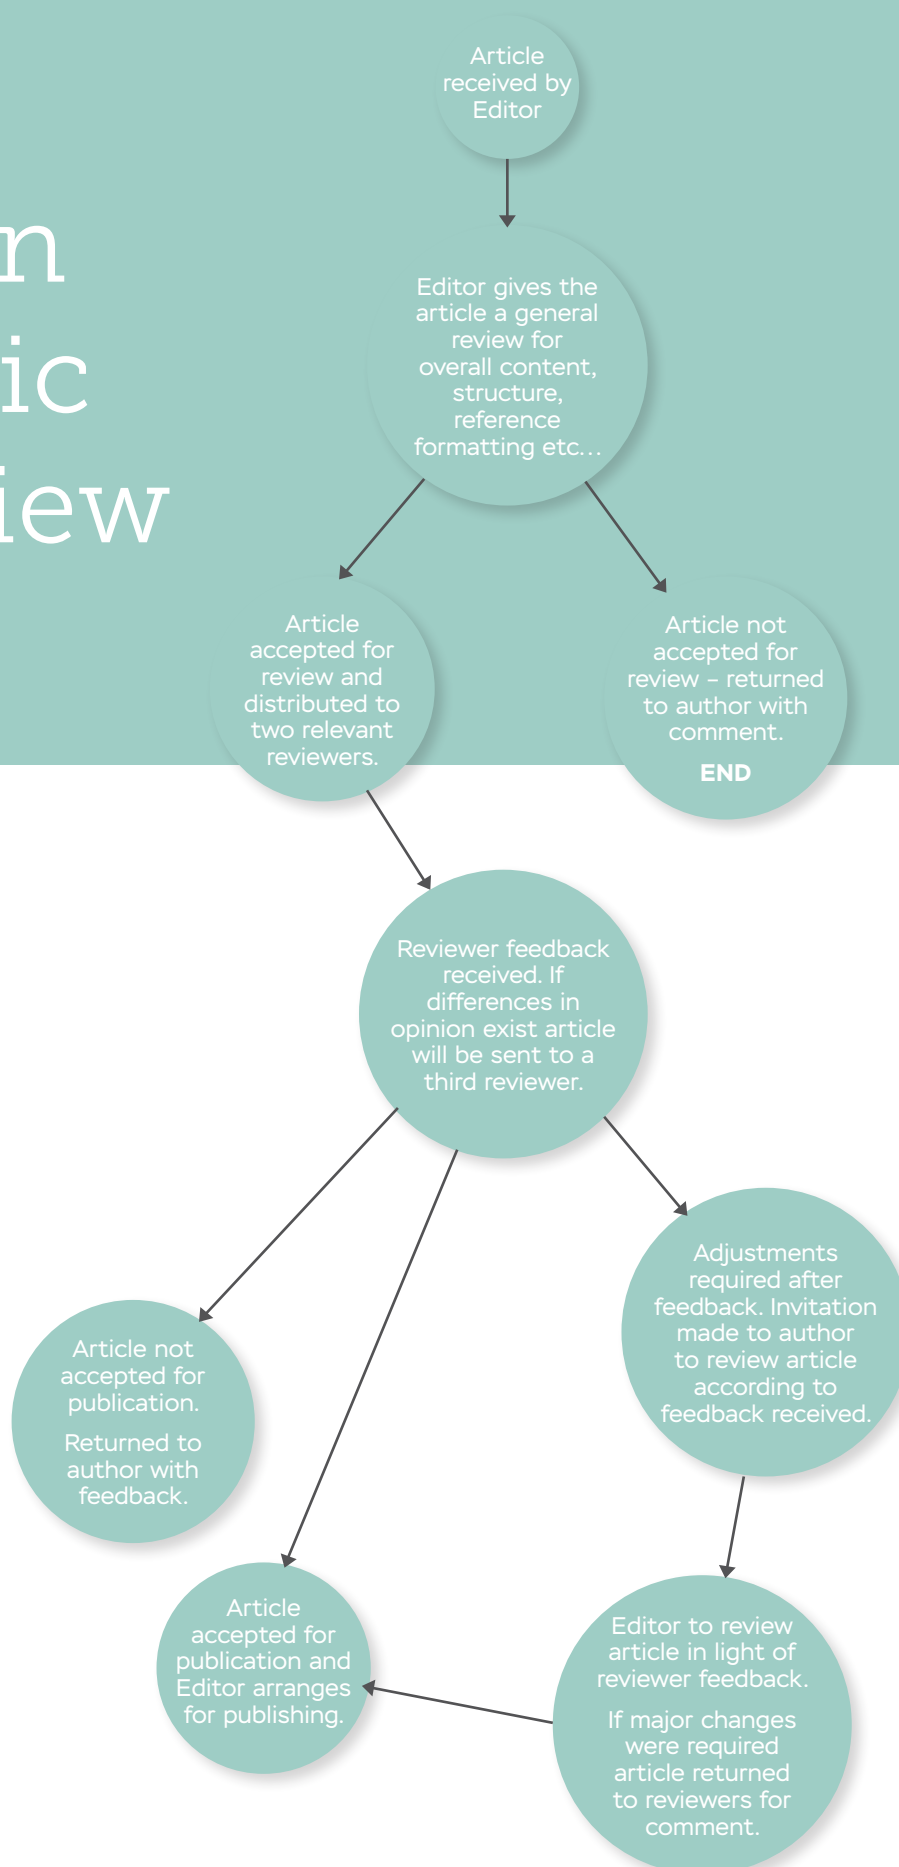 Article
received by
Editor
n
ic
iew
Editor gives the
article a general
review for
overall content,
structure,
reference
formatting etc...
Article
accepted for
review and
distributed to
two relevant
reviewers.
Article not
accepted for
review – returned
to author with
comment.
END
Reviewer feedback
received. If
differences in
opinion exist article
will be sent to a
third reviewer.
Adjustments
required after
feedback. Invitation
made to author
to review article
according to
feedback received.
Article not
accepted for
publication.
Returned to
author with
feedback.
Article
accepted for
publication and
Editor arranges
for publishing.
Editor to review
article in light of
reviewer feedback.
If major changes
were required
article returned
to reviewers for
comment.